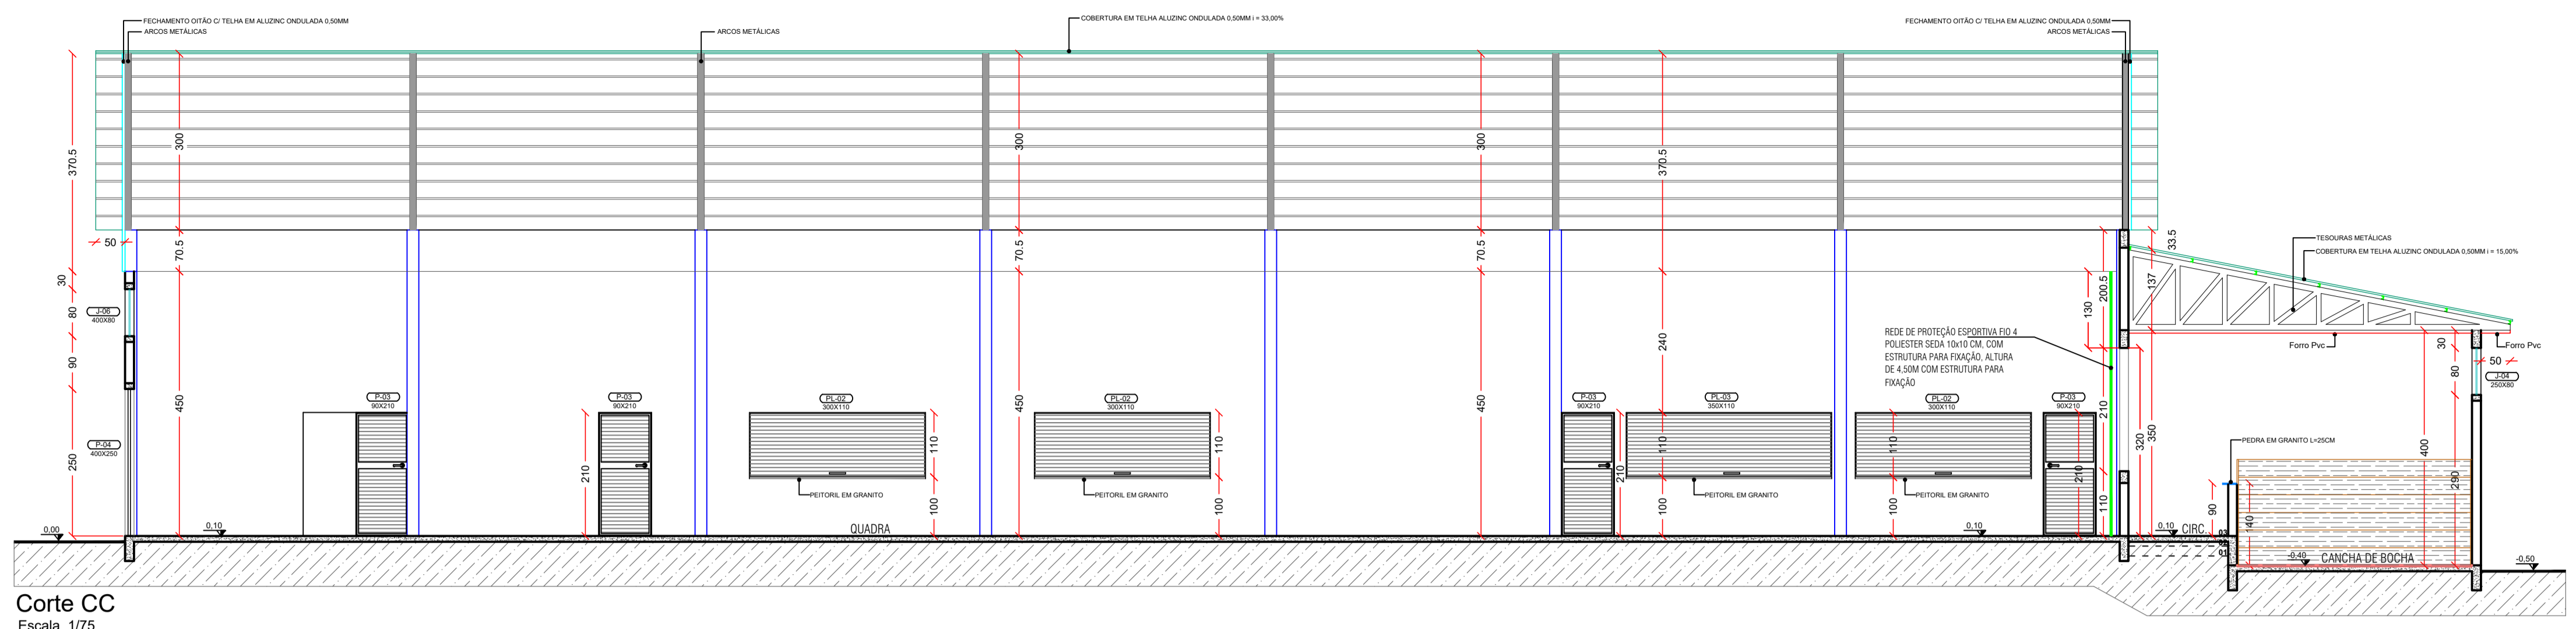 FECHAMENTO OITÃO C/ TELHA EM ALUZINC ONDULADA 0,50MM
ARCOS METÁLICAS
ARCOS METÁLICAS
COBERTURA EM TELHA ALUZINC ONDULADA 0,50MM i = 33,00%
FECHAMENTO OITÃO C/ TELHA EM ALUZINC ONDULADA 0,50MM
ARCOS METÁLICAS
370.5
300
300
300
370.5
50
70.5
70.5
70.5
33.5
TESOURAS METÁLICAS
COBERTURA EM TELHA ALUZINC ONDULADA 0,50MM i = 15,00%
30
80
90
250
J-06
400X80
P-04
400X250
450
450
450
240
130
200.5
137
REDE DE PROTEÇÃO ESPORTIVA FIO 4
POLIESTER SEDA 10x10 CM, COM
ESTRUTURA PARA FIXAÇÃO, ALTURA
DE 4,50M COM ESTRUTURA PARA
FIXAÇÃO
Forro Pvc
Forro Pvc
30
50
80
J-04
250X80
P-03
90X210
P-03
90X210
PL-02
300X110
PL-02
300X110
P-03
90X210
PL-03
350X110
PL-02
300X110
P-03
90X210
210
110
100
110
100
210
110
100
110
100
210
210
110
320
350
400
290
90
140
PEITORIL EM GRANITO
PEITORIL EM GRANITO
PEITORIL EM GRANITO
PEITORIL EM GRANITO
PEDRA EM GRANITO L=25CM
0,00
0,10
QUADRA
0,10
0,10
CIRC.
03
01
-0,40
CANCHA DE BOCHA
-0,50
Corte CC
Escala 1/75